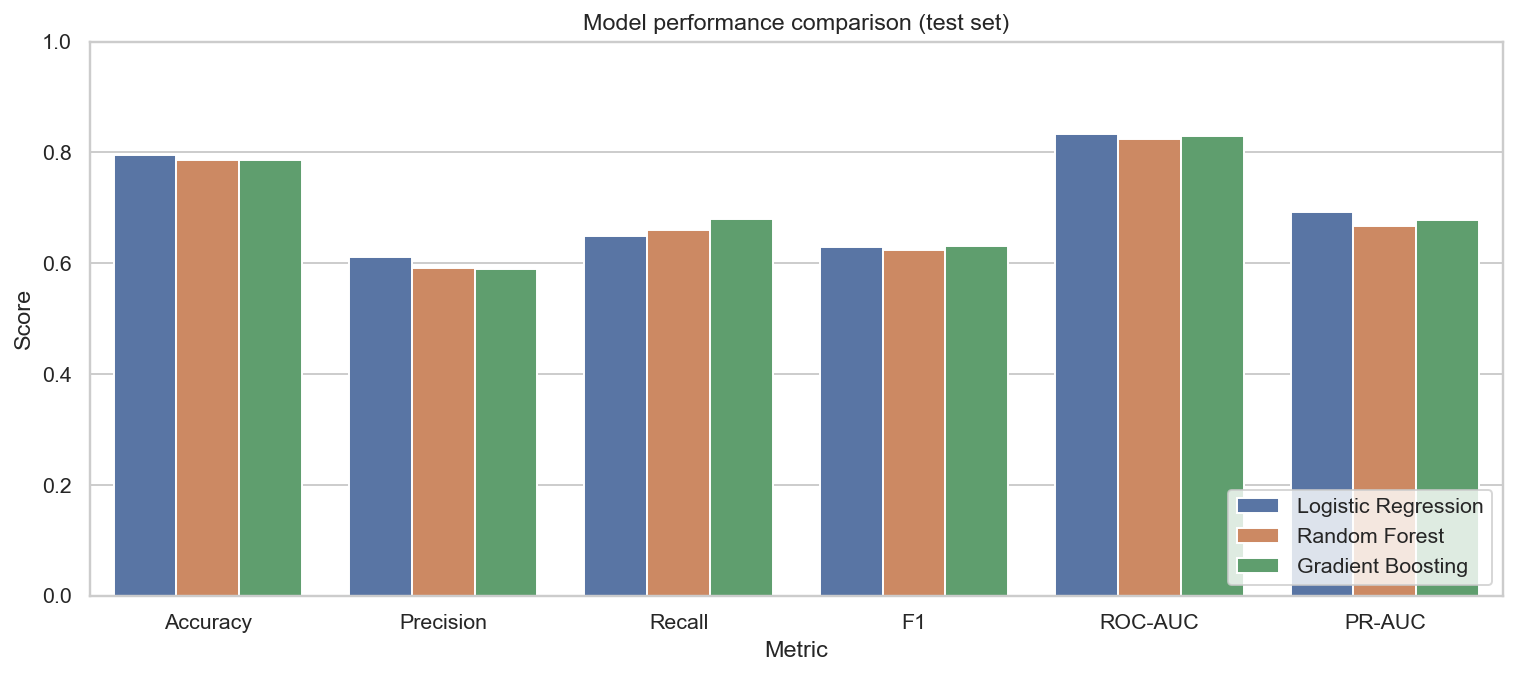 Model performance comparison (test set)
1.0
0.8
0.6
0.4
0.2
0.0
Score
Accuracy Precision Recall F1 ROC-AUC PR-AUC
Metric
Logistic Regression
Random Forest
Gradient Boosting